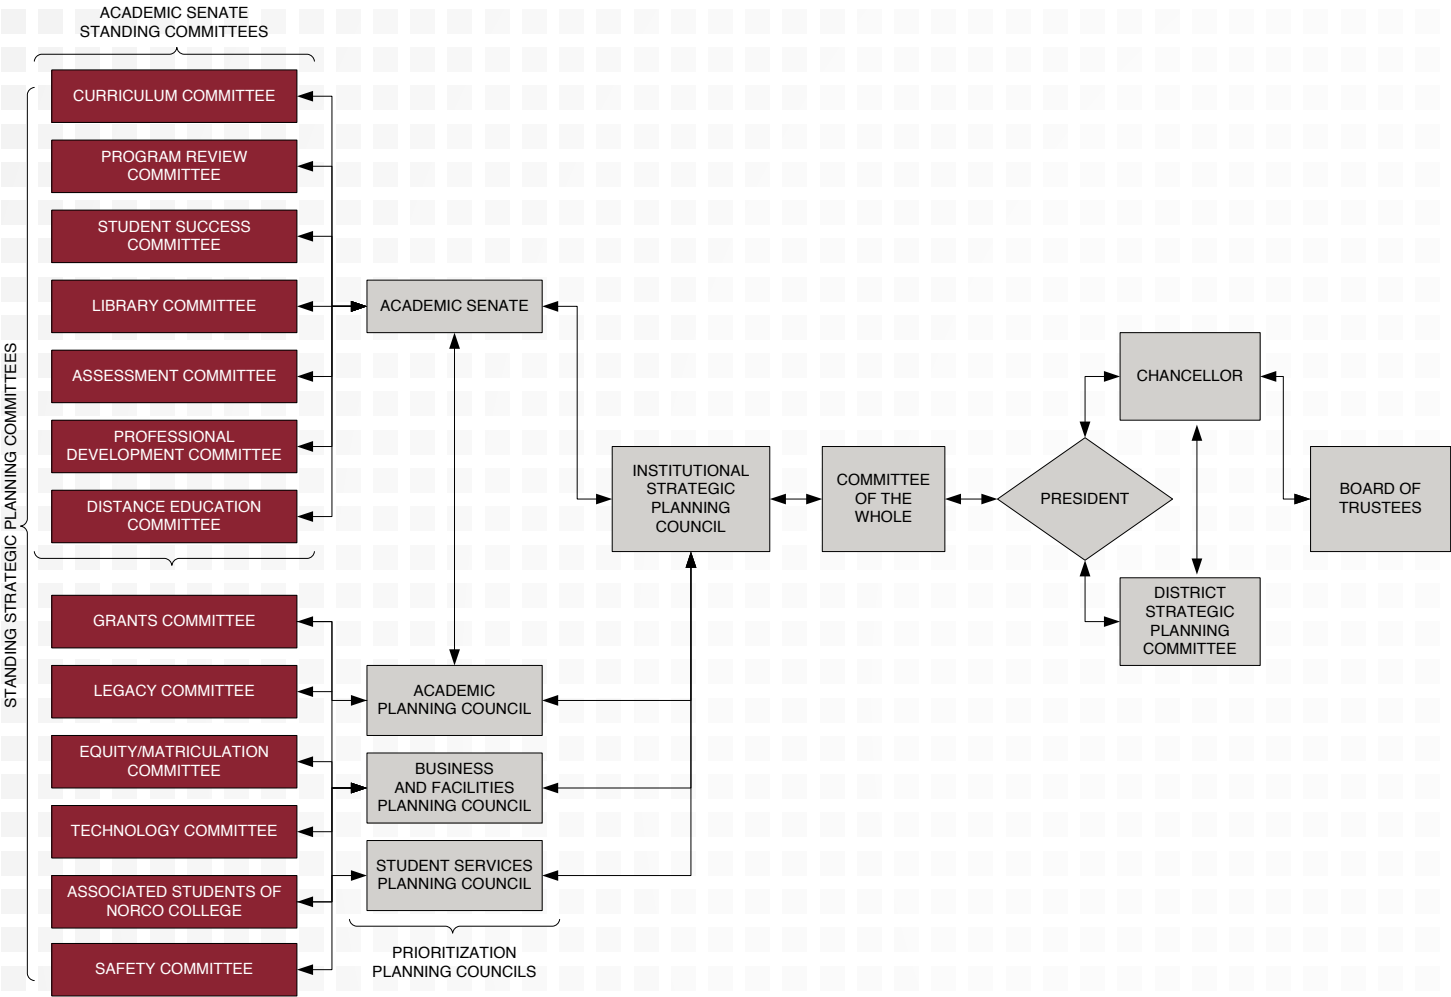 ACADEMIC SENATE
STANDING COMMITTEES
STANDING STRATEGIC PLANNING COMMITTEES
CURRICULUM COMMITTEE
PROGRAM REVIEW
COMMITTEE
STUDENT SUCCESS
COMMITTEE
LIBRARY COMMITTEE
ASSESSMENT COMMITTEE
PROFESSIONAL
DEVELOPMENT COMMITTEE
DISTANCE EDUCATION
COMMITTEE
GRANTS COMMITTEE
LEGACY COMMITTEE
EQUITY/MATRICULATION
COMMITTEE
TECHNOLOGY COMMITTEE
ASSOCIATED STUDENTS OF
NORCO COLLEGE
SAFETY COMMITTEE
ACADEMIC SENATE
ACADEMIC
PLANNING COUNCIL
BUSINESS
AND FACILITIES
PLANNING COUNCIL
STUDENT SERVICES
PLANNING COUNCIL
PRIORITIZATION
PLANNING COUNCILS
INSTITUTIONAL
STRATEGIC
PLANNING
COUNCIL
COMMITTEE
OF THE
WHOLE
PRESIDENT
CHANCELLOR
DISTRICT
STRATEGIC
PLANNING
COMMITTEE
BOARD OF
TRUSTEES